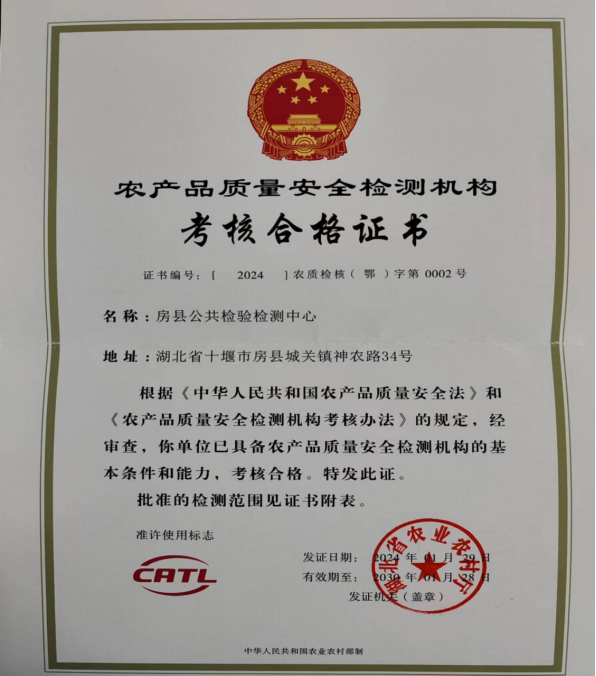 农产品质量安全检测机构
考核合格证书
证书编号：[ 2024 ]农质检核（ 鄂 ）字第 0002 号
名称：房县公共检验检测中心
地址：湖北省十堰市房县城关镇神农路34号
根据《中华人民共和国农产品质量安全法》和
《农产品质量安全检测机构考核办法》的规定，经
审查，你单位已具备农产品质量安全检测机构的基
本条件和能力，考核合格。特发此证。
批准的检测范围见证书附表。
准许使用标志
CATL
发证日期： 2024 年 01 月 29 日
有效期至： 2030 年 01 月 28 日
发证机关（盖章）
湖北省农业农村厅
中华人民共和国农业农村部制